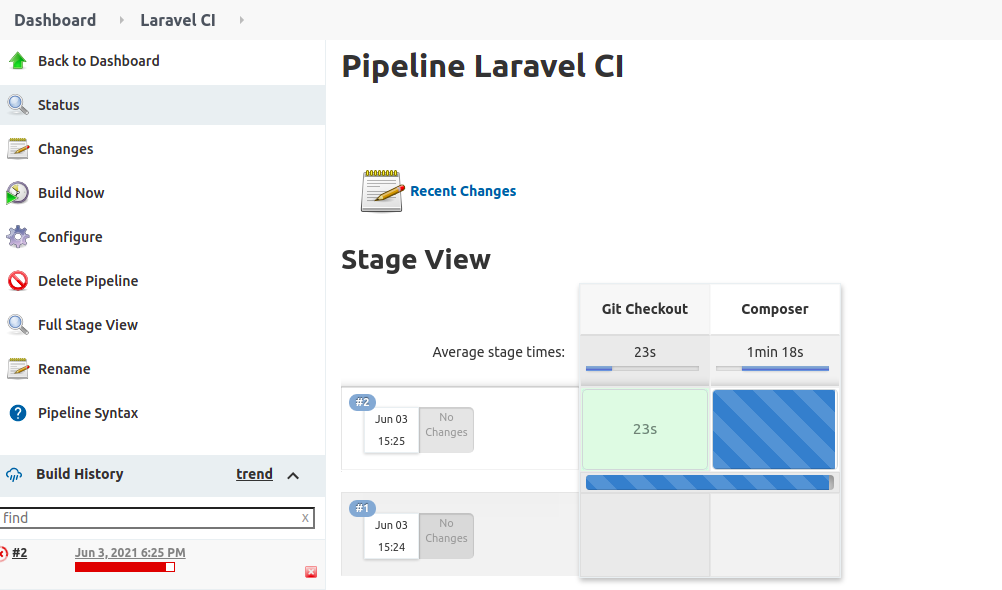 Dashboard Laravel CI
Back to Dashboard
Status
Changes
Build Now
Configure
Delete Pipeline
Full Stage View
Rename
? Pipeline Syntax
Build History trend
find x
#2 Jun 3, 2021 6:25 PM
Pipeline Laravel CI
Recent Changes
Stage View
Git Checkout Composer
Average stage times: 23s 1min 18s
#2
Jun 03
15:25
No
Changes
23s
#1
Jun 03
15:24
No
Changes